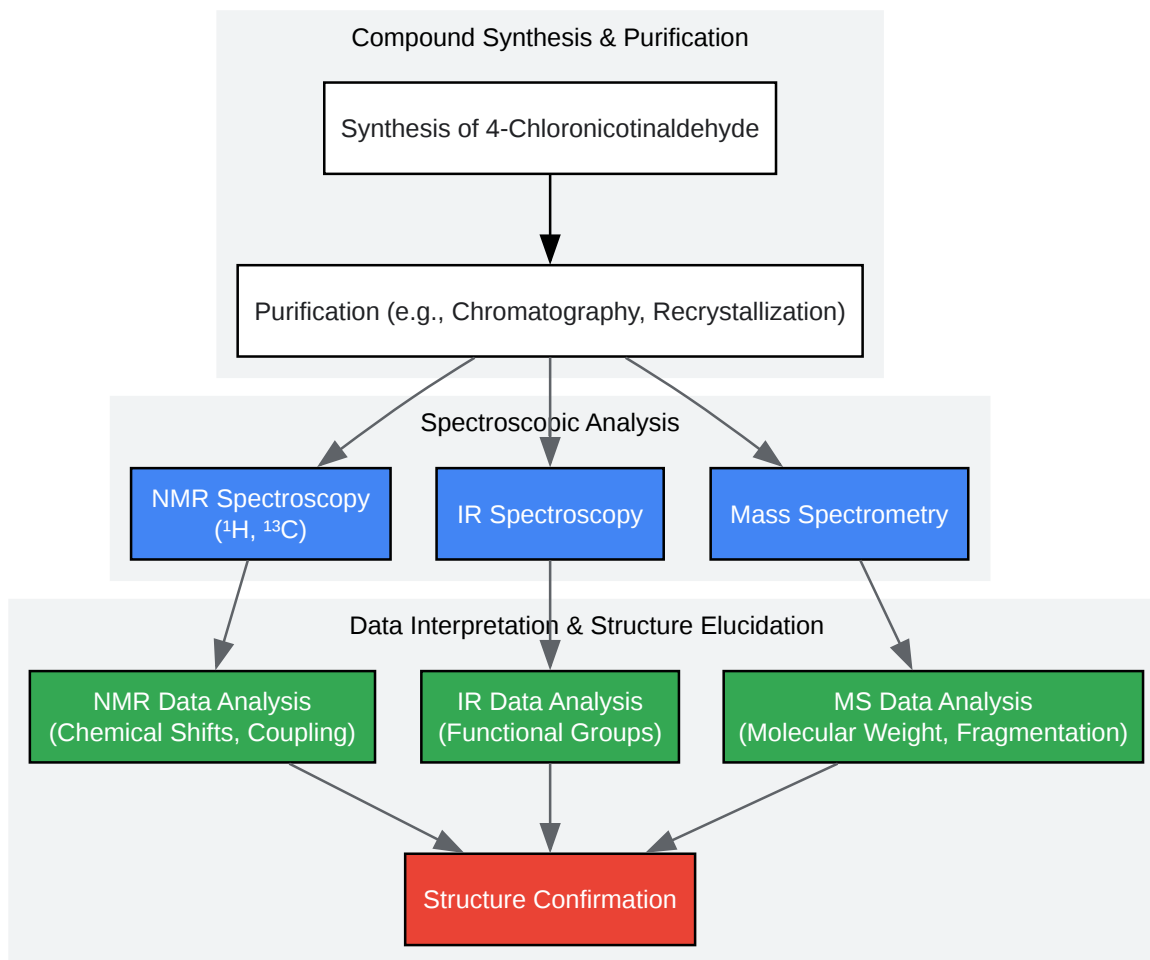 Compound Synthesis & Purification
Synthesis of 4-Chloronicotinaldehyde
Purification (e.g., Chromatography, Recrystallization)
Spectroscopic Analysis
NMR Spectroscopy
(¹H, ¹³C)
IR Spectroscopy
Mass Spectrometry
Data Interpretation & Structure Elucidation
NMR Data Analysis
(Chemical Shifts, Coupling)
IR Data Analysis
(Functional Groups)
MS Data Analysis
(Molecular Weight, Fragmentation)
Structure Confirmation